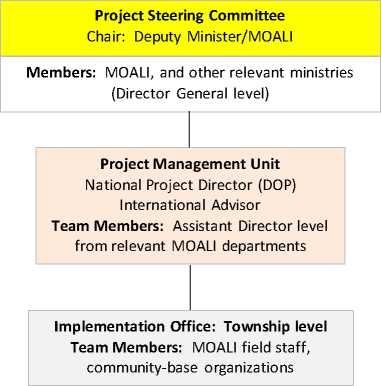 Project Steering Committee
Chair: Deputy Minister/MOALI
Members: MOALI, and other relevant ministries
(Director General level)
Project Management Unit
National Project Director (DOP)
International Advisor
Team Members: Assistant Director level
from relevant MOALI departments
Implementation Office: Township level
Team Members: MOALI field staff,
community-base organizations